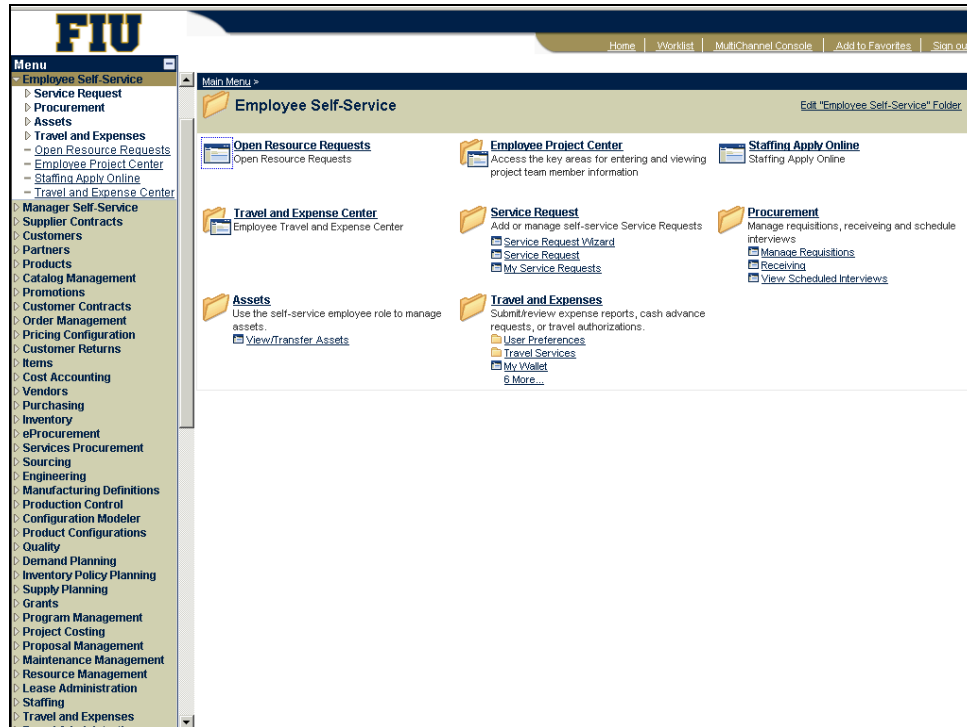 FIU
Home | Worklist | MultiChannel Console | Add to Favorites | Sign ou
Menu
Employee Self-Service
Service Request
Procurement
Assets
Travel and Expenses
Open Resource Requests
Employee Project Center
Staffing Apply Online
Travel and Expense Center
Manager Self-Service
Supplier Contracts
Customers
Partners
Products
Catalog Management
Promotions
Customer Contracts
Order Management
Pricing Configuration
Customer Returns
Items
Cost Accounting
Vendors
Purchasing
Inventory
eProcurement
Services Procurement
Sourcing
Engineering
Manufacturing Definitions
Production Control
Configuration Modeler
Product Configurations
Quality
Demand Planning
Inventory Policy Planning
Supply Planning
Grants
Program Management
Project Costing
Proposal Management
Maintenance Management
Resource Management
Lease Administration
Staffing
Travel and Expenses
Main Menu >
Employee Self-Service
Edit "Employee Self-Service" Folder
Open Resource Requests
Open Resource Requests
Employee Project Center
Access the key areas for entering and viewing
project team member information
Staffing Apply Online
Staffing Apply Online
Travel and Expense Center
Employee Travel and Expense Center
Service Request
Add or manage self-service Service Requests
Service Request Wizard
Service Request
My Service Requests
Procurement
Manage requisitions, receiving and schedule
interviews
Manage Requisitions
Receiving
View Scheduled Interviews
Assets
Use the self-service employee role to manage
assets.
View/Transfer Assets
Travel and Expenses
Submit/review expense reports, cash advance
requests, or travel authorizations.
User Preferences
Travel Services
My Wallet
6 More...